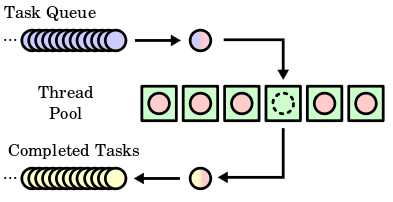 Task Queue
...
Thread
Pool
Completed Tasks
...